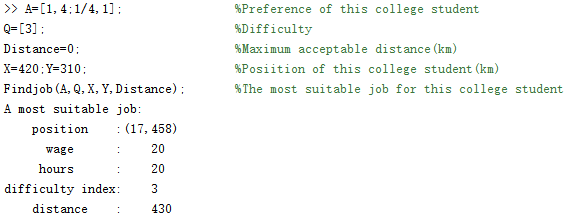 >> A=[1,4;1/4,1]; %Preference of this college student
Q=[3]; %Difficulty
Distance=0; %Maximum acceptable distance(km)
X=420;Y=310; %Posiition of this college student(km)
Findjob(A,Q,X,Y,Distance); %The most suitable job for this college student
A most suitable job:
position :(17,458)
wage : 20
hours : 20
difficulty index: 3
distance : 430